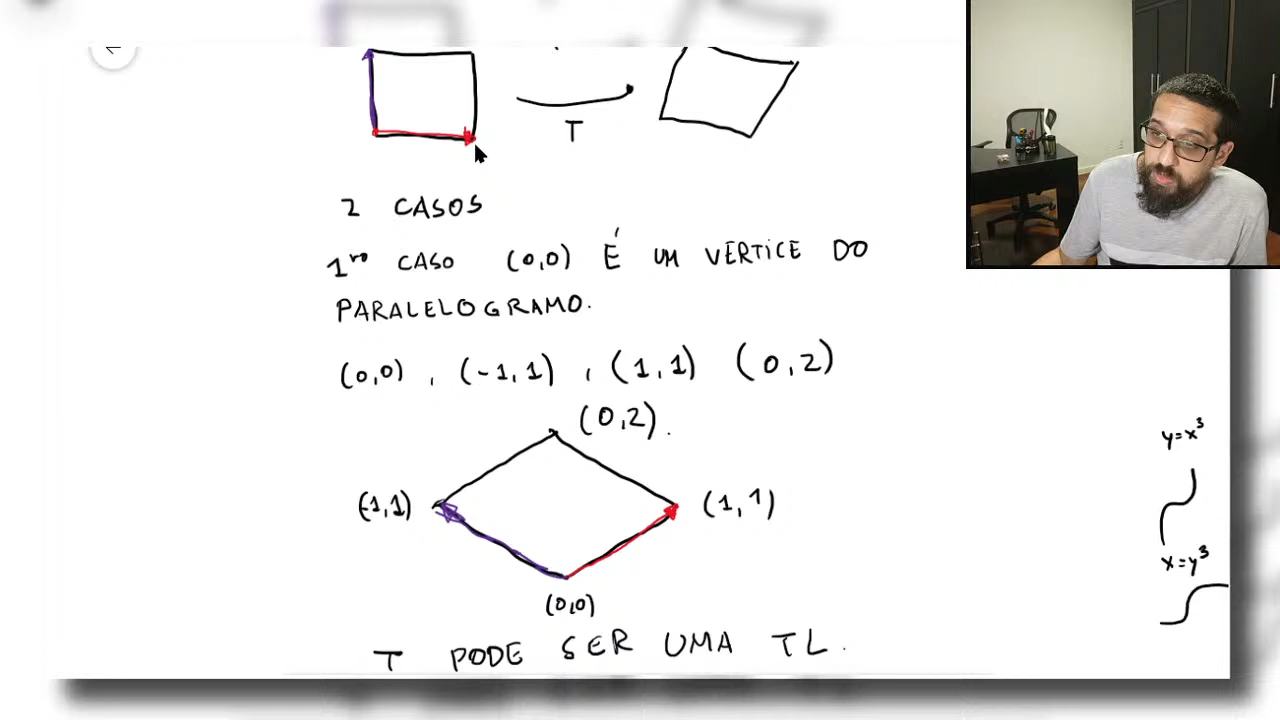 T
2 CASOS
1ro CASO (0,0) É UM VERTICE DO
PARALELOGRAMO.
(0,0) , (-1,1) , (1,1) (0,2)
(0,2).
(-1,1)
(1,1)
(0,0)
T PODE SER UMA TL.
y=x³
x=y³